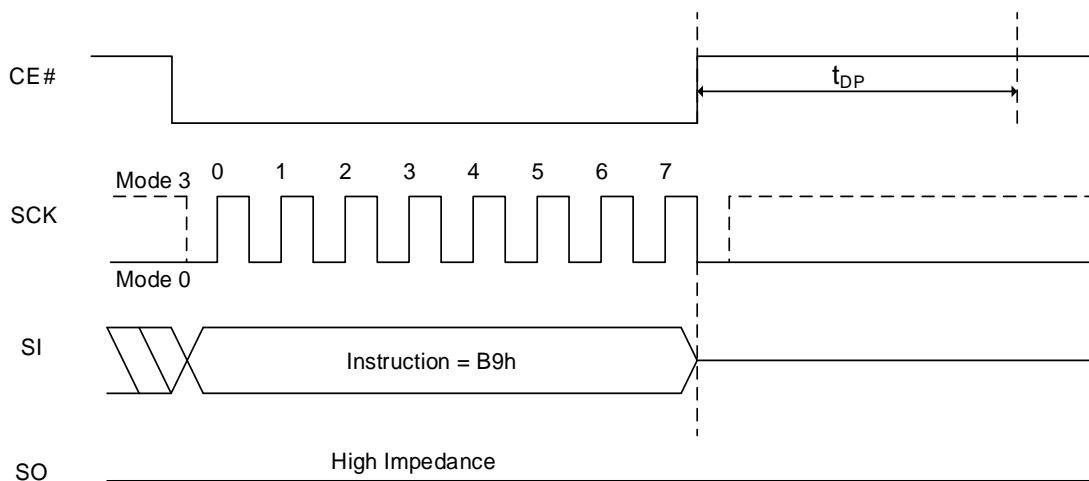 CE#
tDP
0 1 2 3 4 5 6 7
Mode 3
SCK
Mode 0
SI
Instruction = B9h
High Impedance
SO